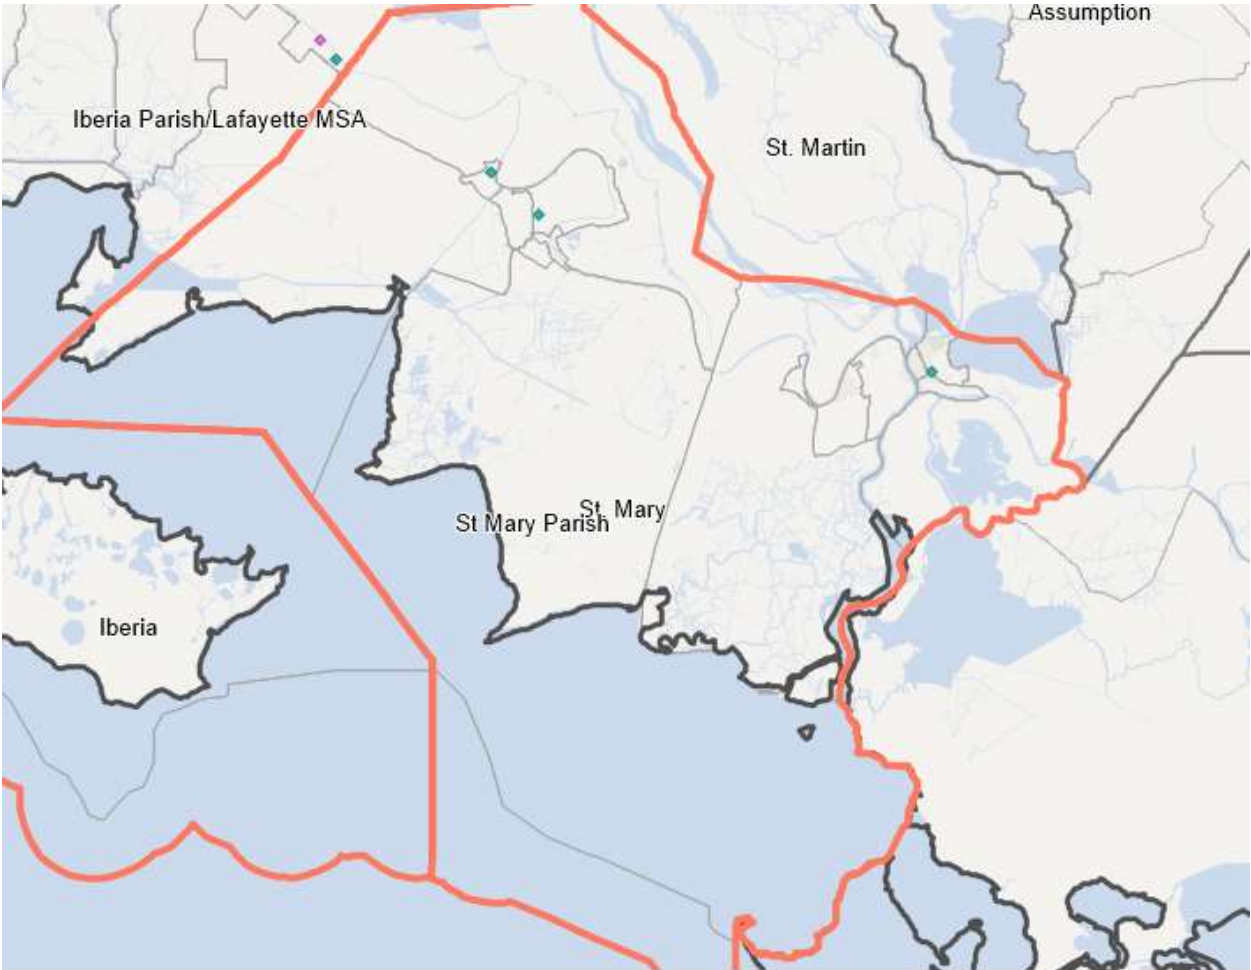 Assumption
Iberia Parish/Lafayette MSA
St. Martin
St. Mary
St Mary Parish
Iberia